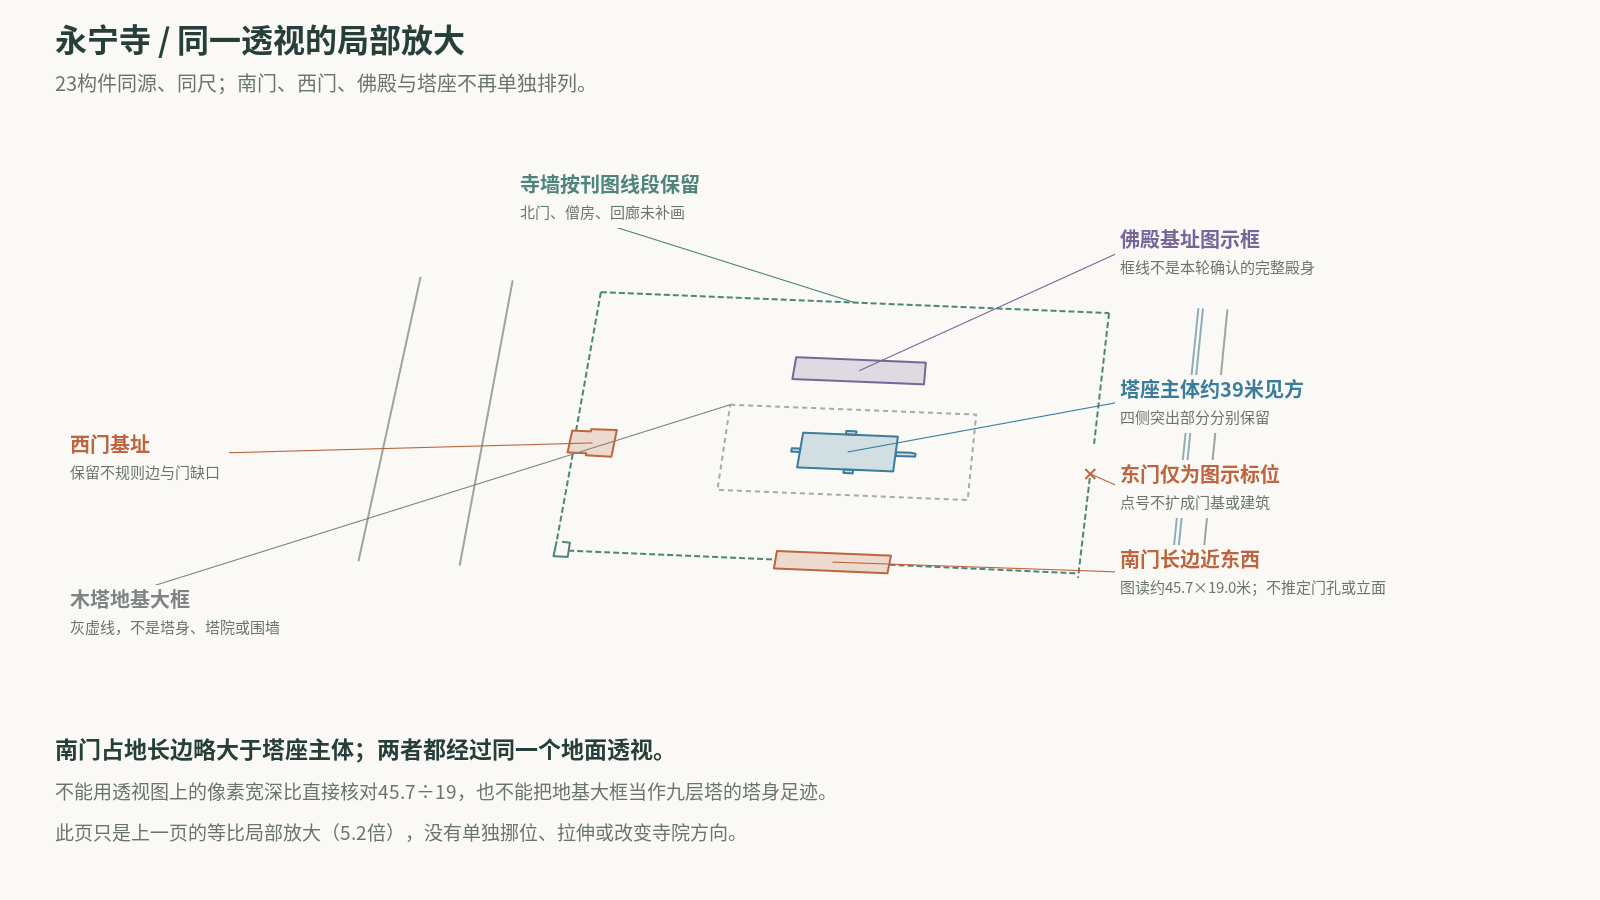 永宁寺 / 同一透视的局部放大
23构件同源、同尺；南门、西门、佛殿与塔座不再单独排列。
寺墙按刊图线段保留
北门、僧房、回廊未补画
佛殿基址图示框
框线不是本轮确认的完整殿身
塔座主体约39米见方
四侧突出部分分别保留
西门基址
保留不规则边与门缺口
东门仅为图示标位
点号不扩成门基或建筑
南门长边近东西
图读约45.7×19.0米；不推定门孔或立面
木塔地基大框
灰虚线，不是塔身、塔院或围墙
南门占地长边略大于塔座主体；两者都经过同一个地面透视。
不能用透视图上的像素宽深比直接核对45.7÷19，也不能把地基大框当作九层塔的塔身足迹。
此页只是上一页的等比局部放大（5.2倍），没有单独挪位、拉伸或改变寺院方向。